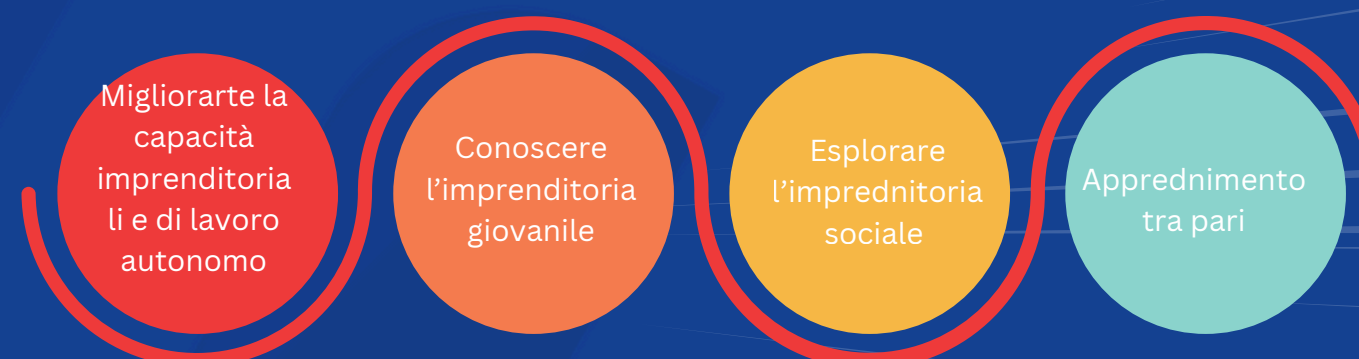 Migliorarte la
capacità
imprenditoria
li e di lavoro
autonomo
Conoscere
l’imprenditoria
giovanile
Esplorare
l’imprednitoria
sociale
Apprednimento
tra pari